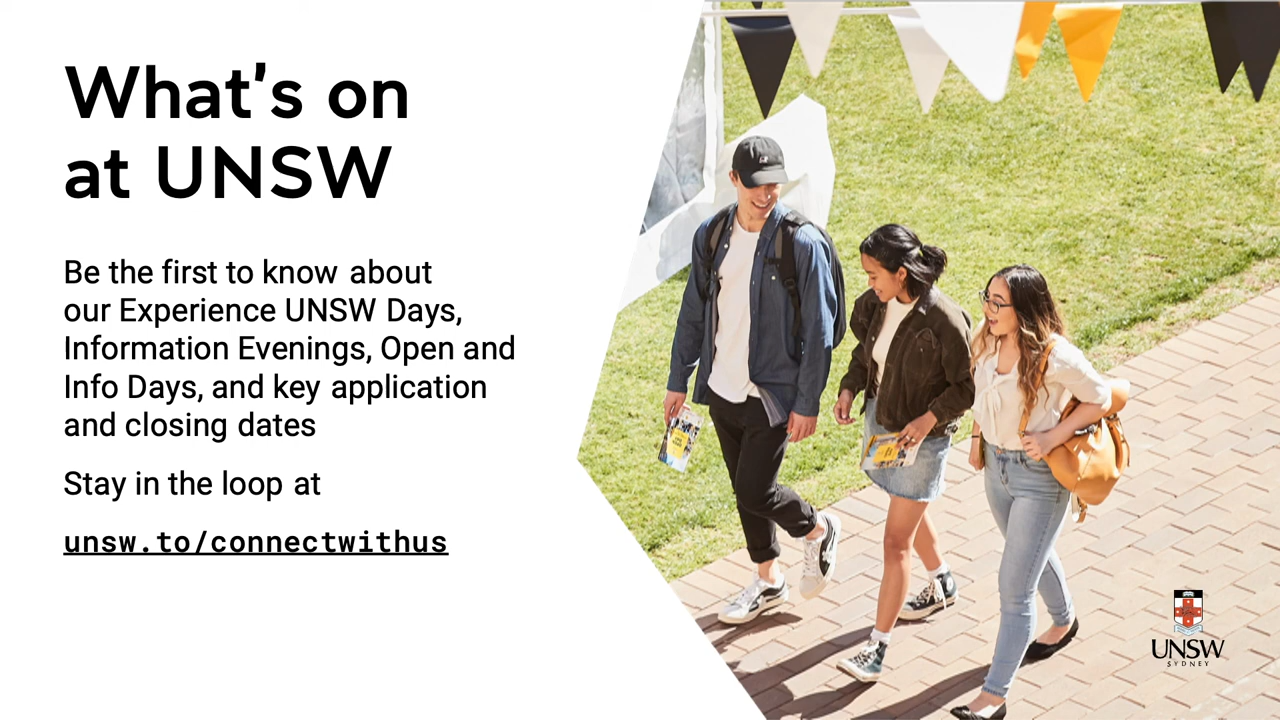 What's on
at UNSW
Be the first to know about
our Experience UNSW Days,
Information Evenings, Open and
Info Days, and key application
and closing dates
Stay in the loop at
unsw.to/connectwithus
UNSW
SYDNEY